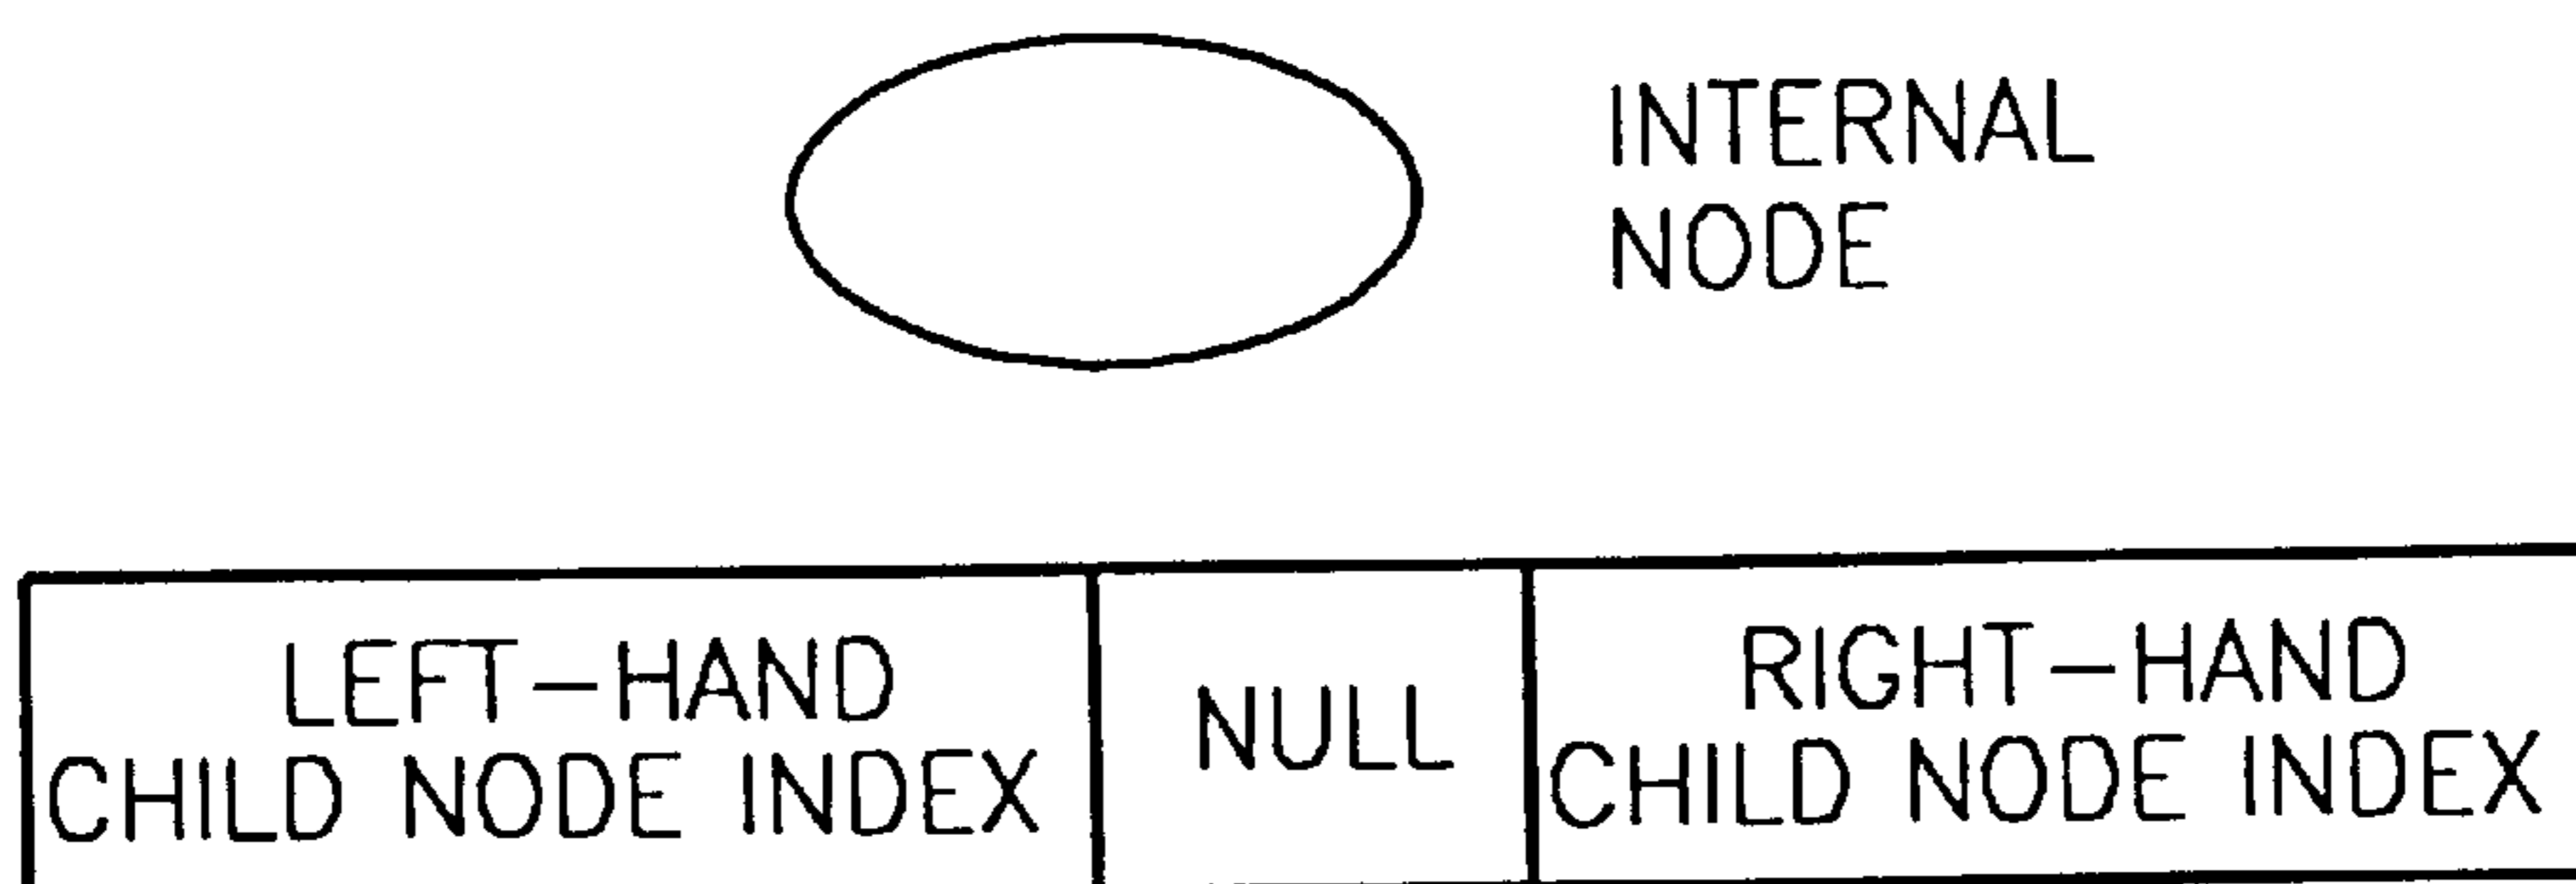 INTERNAL
NODE
LEFT-HAND
CHILD NODE INDEX
NULL
RIGHT-HAND
CHILD NODE INDEX